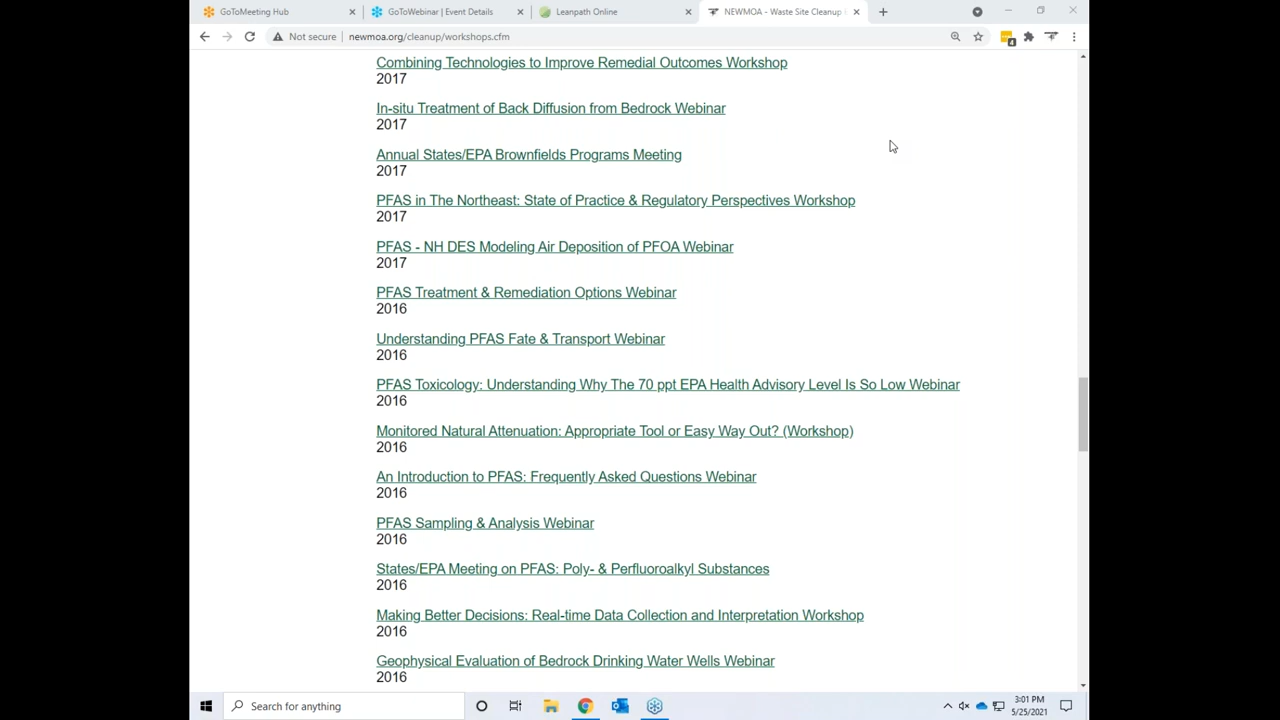 GoToMeeting Hub
GoToWebinar | Event Details
Leanpath Online
NEWMOA - Waste Site Cleanup
Not secure
newmoa.org/cleanup/workshops.cfm
Combining Technologies to Improve Remedial Outcomes Workshop
2017
In-situ Treatment of Back Diffusion from Bedrock Webinar
2017
Annual States/EPA Brownfields Programs Meeting
2017
PFAS in The Northeast: State of Practice & Regulatory Perspectives Workshop
2017
PFAS - NH DES Modeling Air Deposition of PFOA Webinar
2017
PFAS Treatment & Remediation Options Webinar
2016
Understanding PFAS Fate & Transport Webinar
2016
PFAS Toxicology: Understanding Why The 70 ppt EPA Health Advisory Level Is So Low Webinar
2016
Monitored Natural Attenuation: Appropriate Tool or Easy Way Out? (Workshop)
2016
An Introduction to PFAS: Frequently Asked Questions Webinar
2016
PFAS Sampling & Analysis Webinar
2016
States/EPA Meeting on PFAS: Poly- & Perfluoroalkyl Substances
2016
Making Better Decisions: Real-time Data Collection and Interpretation Workshop
2016
Geophysical Evaluation of Bedrock Drinking Water Wells Webinar
2016
Search for anything
3:01 PM
5/25/2021